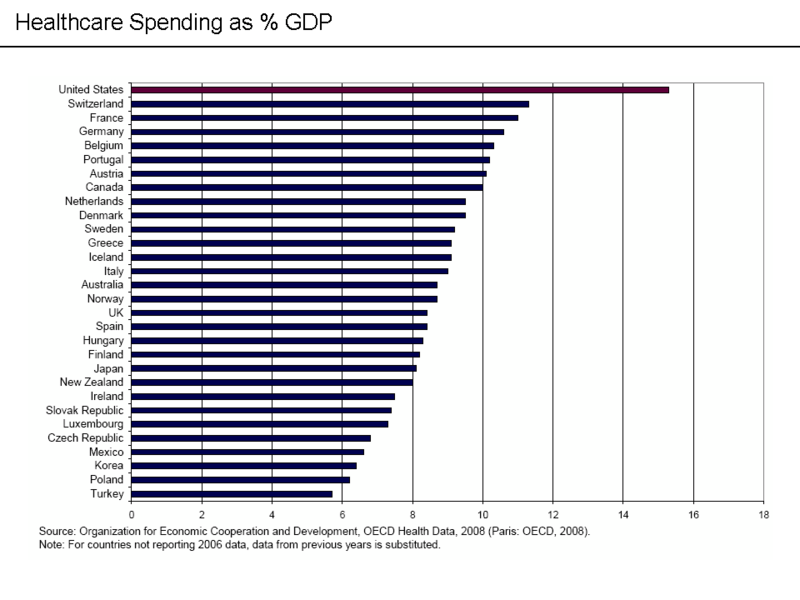 Healthcare Spending as % GDP
United States
Switzerland
France
Germany
Belgium
Portugal
Austria
Canada
Netherlands
Denmark
Sweden
Greece
Iceland
Italy
Australia
Norway
UK
Spain
Hungary
Finland
Japan
New Zealand
Ireland
Slovak Republic
Luxembourg
Czech Republic
Mexico
Korea
Poland
Turkey
0 2 4 6 8 10 12 14 16 18
Source: Organization for Economic Cooperation and Development, OECD Health Data, 2008 (Paris: OECD, 2008).
Note: For countries not reporting 2006 data, data from previous years is substituted.